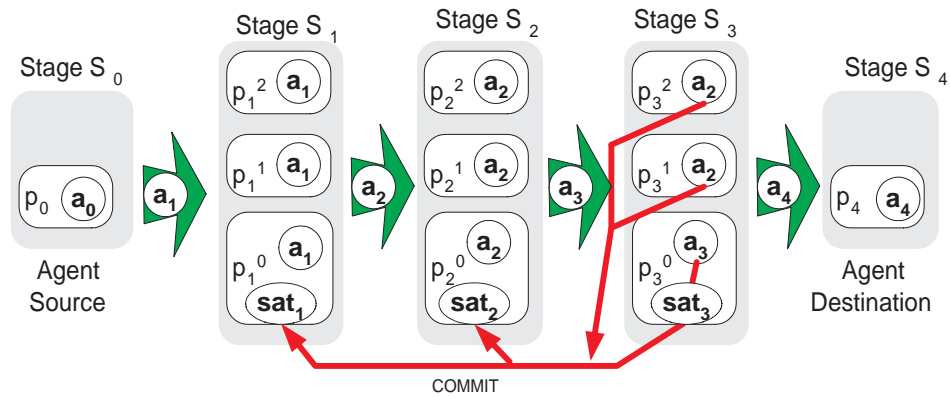 Stage S 0
Stage S 1
Stage S 2
Stage S 3
Stage S 4
p1 2 a1
p2 2 a2
p3 2 a2
p0 a0
a1
p1 1 a1
a2
p2 1 a2
a3
p3 1 a2
a4
p4 a4
p1 0 a1
sat1
p2 0 a2
sat2
p3 0 a3
sat3
Agent
Source
Agent
Destination
COMMIT